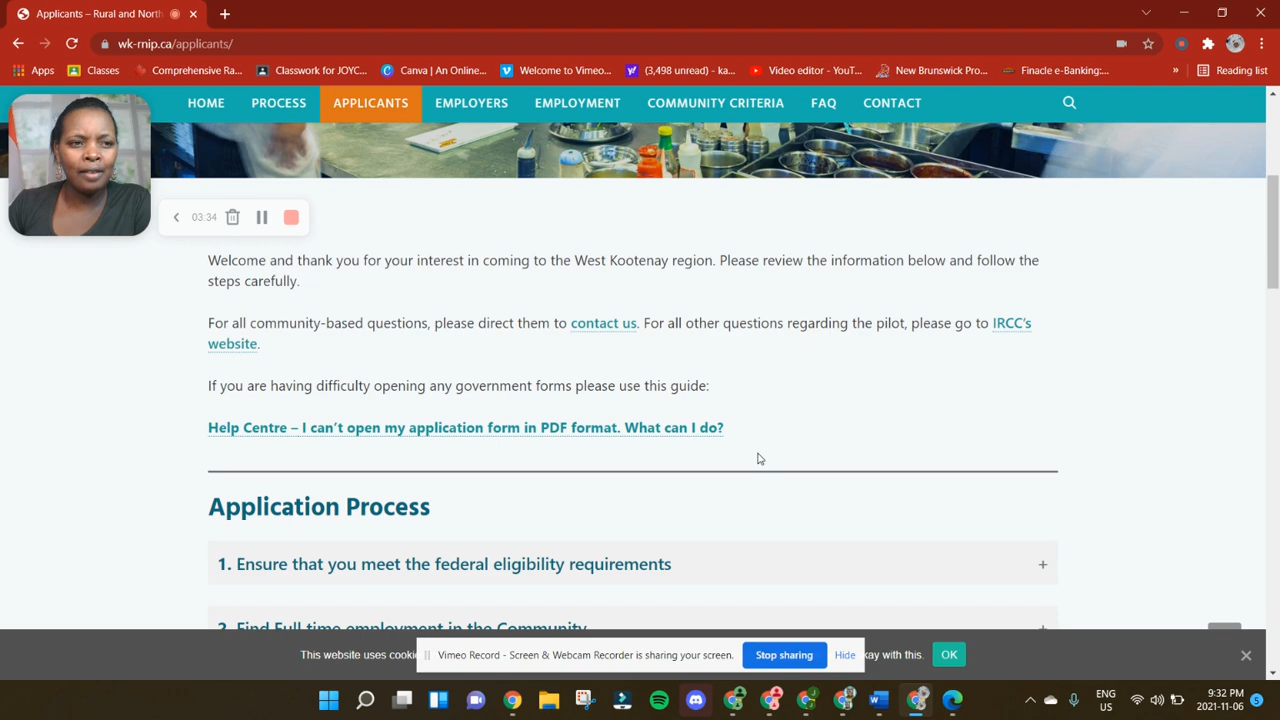 Applicants – Rural and North
wk-rnip.ca/applicants/
Apps
Classes
Comprehensive Ra...
Classwork for JOYC...
Canva | An Online...
Welcome to Vimeo...
(3,498 unread) - ka...
Video editor - YouT...
New Brunswick Pro...
Finacle e-Banking:...
»
Reading list
HOME
PROCESS
APPLICANTS
EMPLOYERS
EMPLOYMENT
COMMUNITY CRITERIA
FAQ
CONTACT
03:34
Welcome and thank you for your interest in coming to the West Kootenay region. Please review the information below and follow the
steps carefully.
For all community-based questions, please direct them to contact us. For all other questions regarding the pilot, please go to IRCC's
website.
If you are having difficulty opening any government forms please use this guide:
Help Centre – I can't open my application form in PDF format. What can I do?
Application Process
1. Ensure that you meet the federal eligibility requirements
+
2. Find Full time employment in the Community
This website uses cookie
Vimeo Record - Screen & Webcam Recorder is sharing your screen.
Stop sharing
Hide
kay with this.
OK
ENG
US
9:32 PM
2021-11-06
5